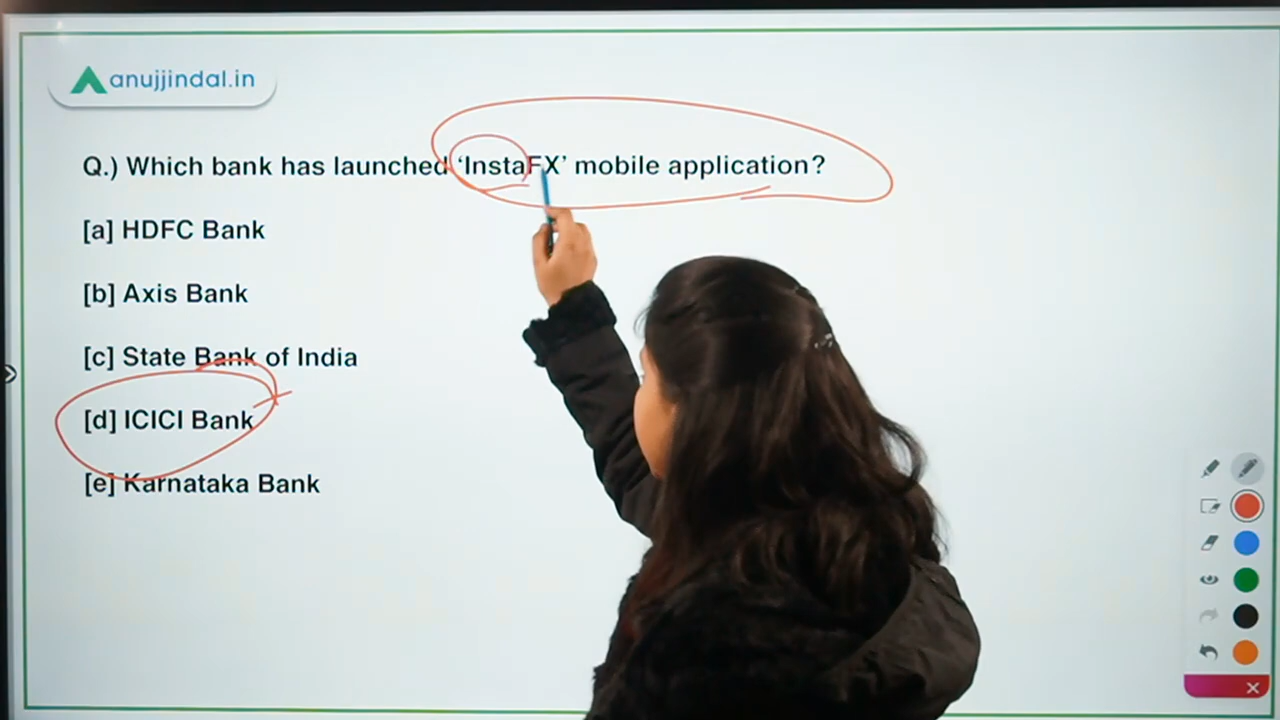 anujjindal.in
Q.) Which bank has launched ‘InstaFX’ mobile application?
[a] HDFC Bank
[b] Axis Bank
[c] State Bank of India
[d] ICICI Bank
[e] Karnataka Bank